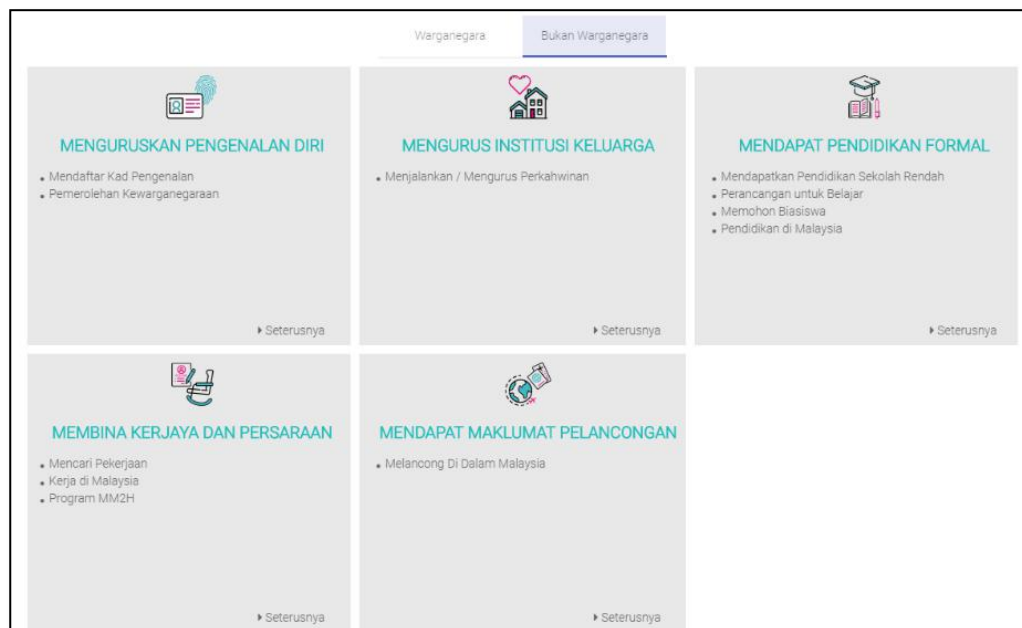 Warganegara
Bukan Warganegara
MENGURUSKAN PENGENALAN DIRI
• Mendaftar Kad Pengenalan
• Pemerolehan Kewarganegaraan
Seterusnya
MENGURUS INSTITUSI KELUARGA
• Menjalankan / Mengurus Perkahwinan
Seterusnya
MENDAPAT PENDIDIKAN FORMAL
• Mendapatkan Pendidikan Sekolah Rendah
• Perancangan untuk Belajar
• Memohon Biasiswa
• Pendidikan di Malaysia
Seterusnya
MEMBINA KERJAYA DAN PERSARAAN
• Mencari Pekerjaan
• Kerja di Malaysia
• Program MM2H
Seterusnya
MENDAPAT MAKLUMAT PELANCONGAN
• Melancong Di Dalam Malaysia
Seterusnya